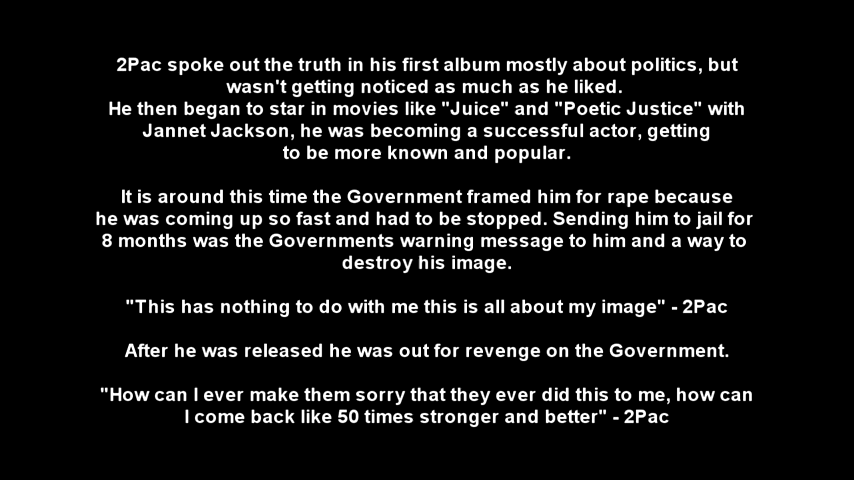 2Pac spoke out the truth in his first album mostly about politics, but
wasn't getting noticed as much as he liked.
He then began to star in movies like "Juice" and "Poetic Justice" with
Jannet Jackson, he was becoming a successful actor, getting
to be more known and popular.
It is around this time the Government framed him for rape because
he was coming up so fast and had to be stopped. Sending him to jail for
8 months was the Governments warning message to him and a way to
destroy his image.
"This has nothing to do with me this is all about my image" - 2Pac
After he was released he was out for revenge on the Government.
"How can I ever make them sorry that they ever did this to me, how can
I come back like 50 times stronger and better" - 2Pac